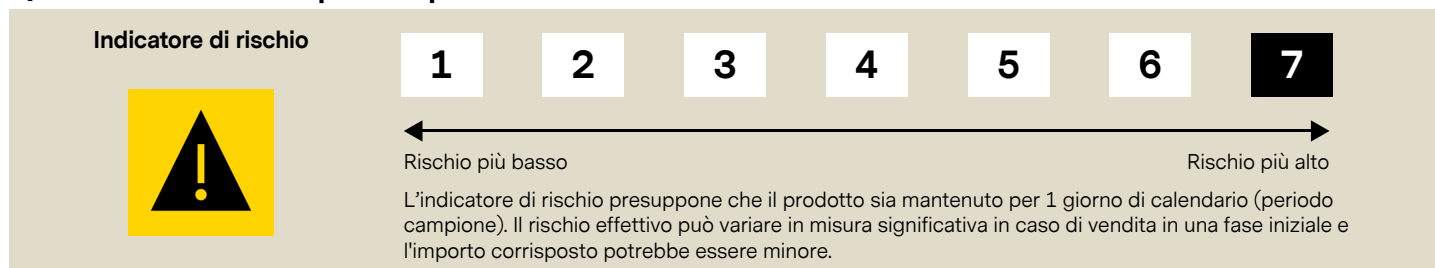 Indicatore di rischio
1 2 3 4 5 6 7
Rischio più basso Rischio più alto
L'indicatore di rischio presuppone che il prodotto sia mantenuto per 1 giorno di calendario (periodo
campione). Il rischio effettivo può variare in misura significativa in caso di vendita in una fase iniziale e
l'importo corrisposto potrebbe essere minore.